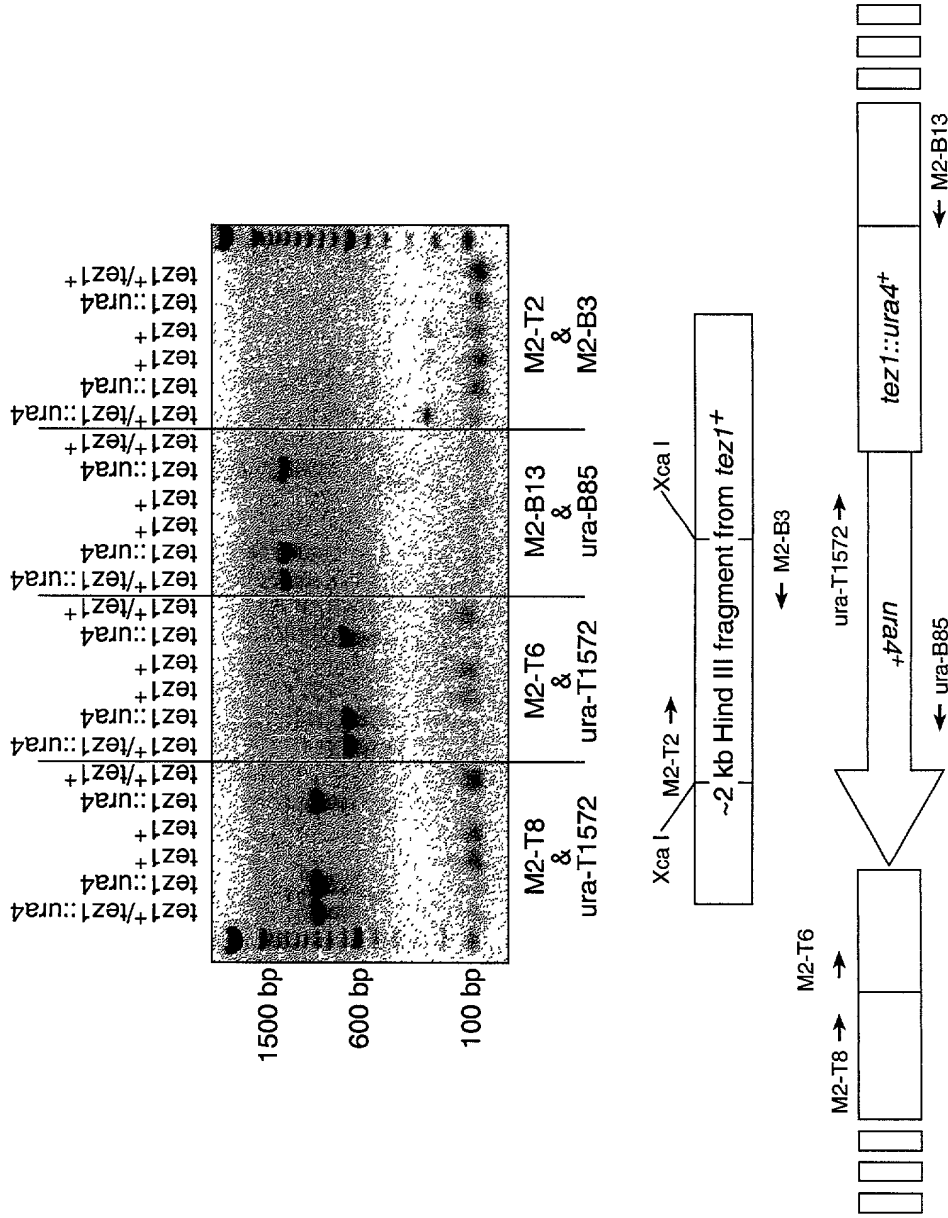 tez1⁺/tez1::ura4
tez1::ura4
tez1⁺
tez1⁺
tez1::ura4
tez1⁺/tez1⁺
tez1⁺/tez1::ura4
tez1::ura4
tez1⁺
tez1⁺
tez1::ura4
tez1⁺/tez1⁺
tez1⁺/tez1::ura4
tez1::ura4
tez1⁺
tez1⁺
tez1::ura4
tez1⁺/tez1⁺
tez1⁺/tez1::ura4
tez1::ura4
tez1⁺
tez1⁺
tez1::ura4
tez1⁺/tez1⁺
1500 bp
600 bp
100 bp
M2-T8
&
ura-T1572
M2-T6
&
ura-T1572
M2-B13
&
ura-B85
M2-T2
&
M2-B3
Xca I
M2-T2
Xca I
~2 kb Hind III fragment from tez1⁺
M2-B3
M2-T8
M2-T6
ura-T1572
ura4⁺
tez1::ura4⁺
ura-B85
M2-B13